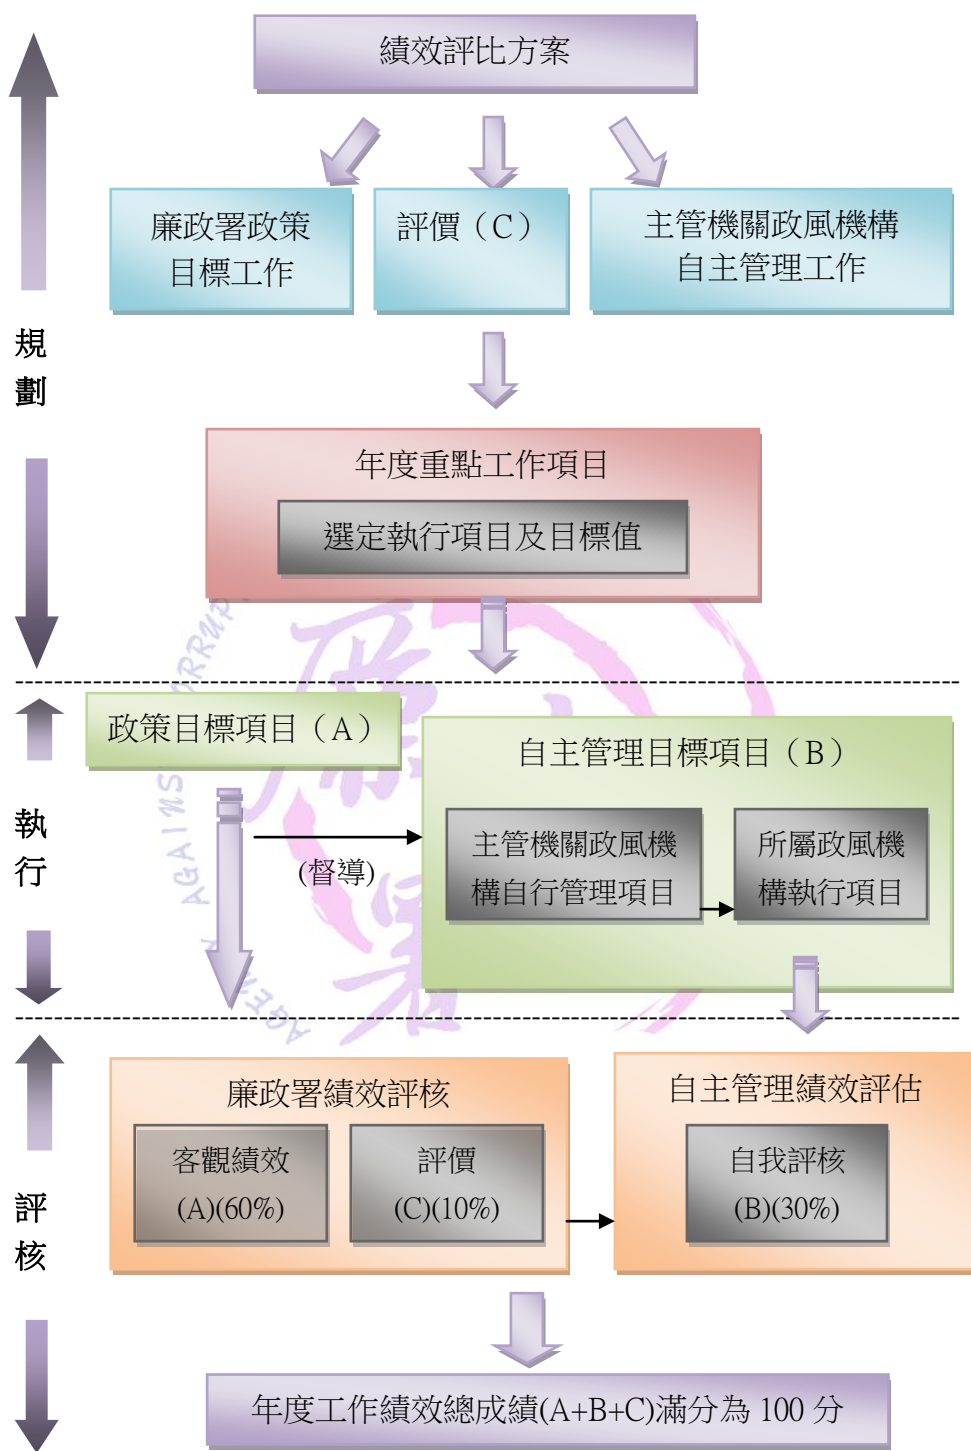 績效評比方案
廉政署政策
目標工作
評價（C）
主管機關政風機構
自主管理工作
規
劃
年度重點工作項目
選定執行項目及目標值
政策目標項目（A）
自主管理目標項目（B）
執
行
(督導)
主管機關政風機
構自行管理項目
所屬政風機
構執行項目
AGAINS
ORRUP
AGEN
廉
署
評
核
廉政署績效評核
客觀績效
(A)(60%)
評價
(C)(10%)
自主管理績效評估
自我評核
(B)(30%)
年度工作績效總成績(A+B+C)滿分為 100 分